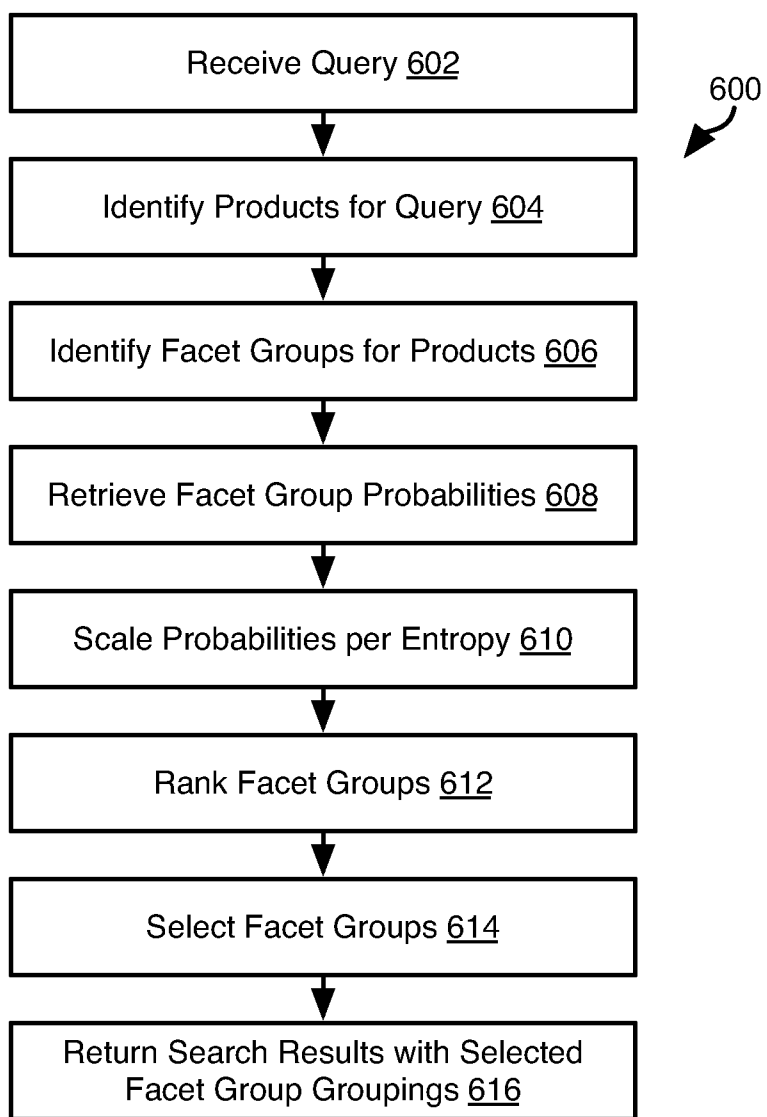 Receive Query 602
600
Identify Products for Query 604
Identify Facet Groups for Products 606
Retrieve Facet Group Probabilities 608
Scale Probabilities per Entropy 610
Rank Facet Groups 612
Select Facet Groups 614
Return Search Results with Selected
Facet Group Groupings 616